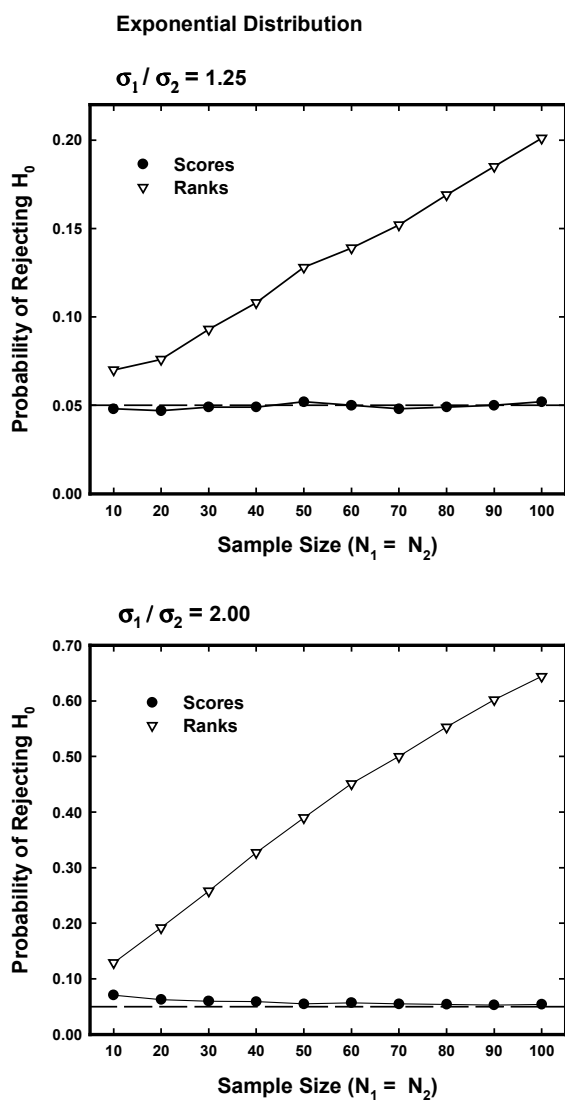 Exponential Distribution
σ₁ / σ₂ = 1.25
Probability of Rejecting H₀
0.20
0.15
0.10
0.05
0.00
Scores
Ranks
10 20 30 40 50 60 70 80 90 100
Sample Size (N₁ = N₂)
σ₁ / σ₂ = 2.00
Probability of Rejecting H₀
0.70
0.60
0.50
0.40
0.30
0.20
0.10
0.00
Scores
Ranks
10 20 30 40 50 60 70 80 90 100
Sample Size (N₁ = N₂)